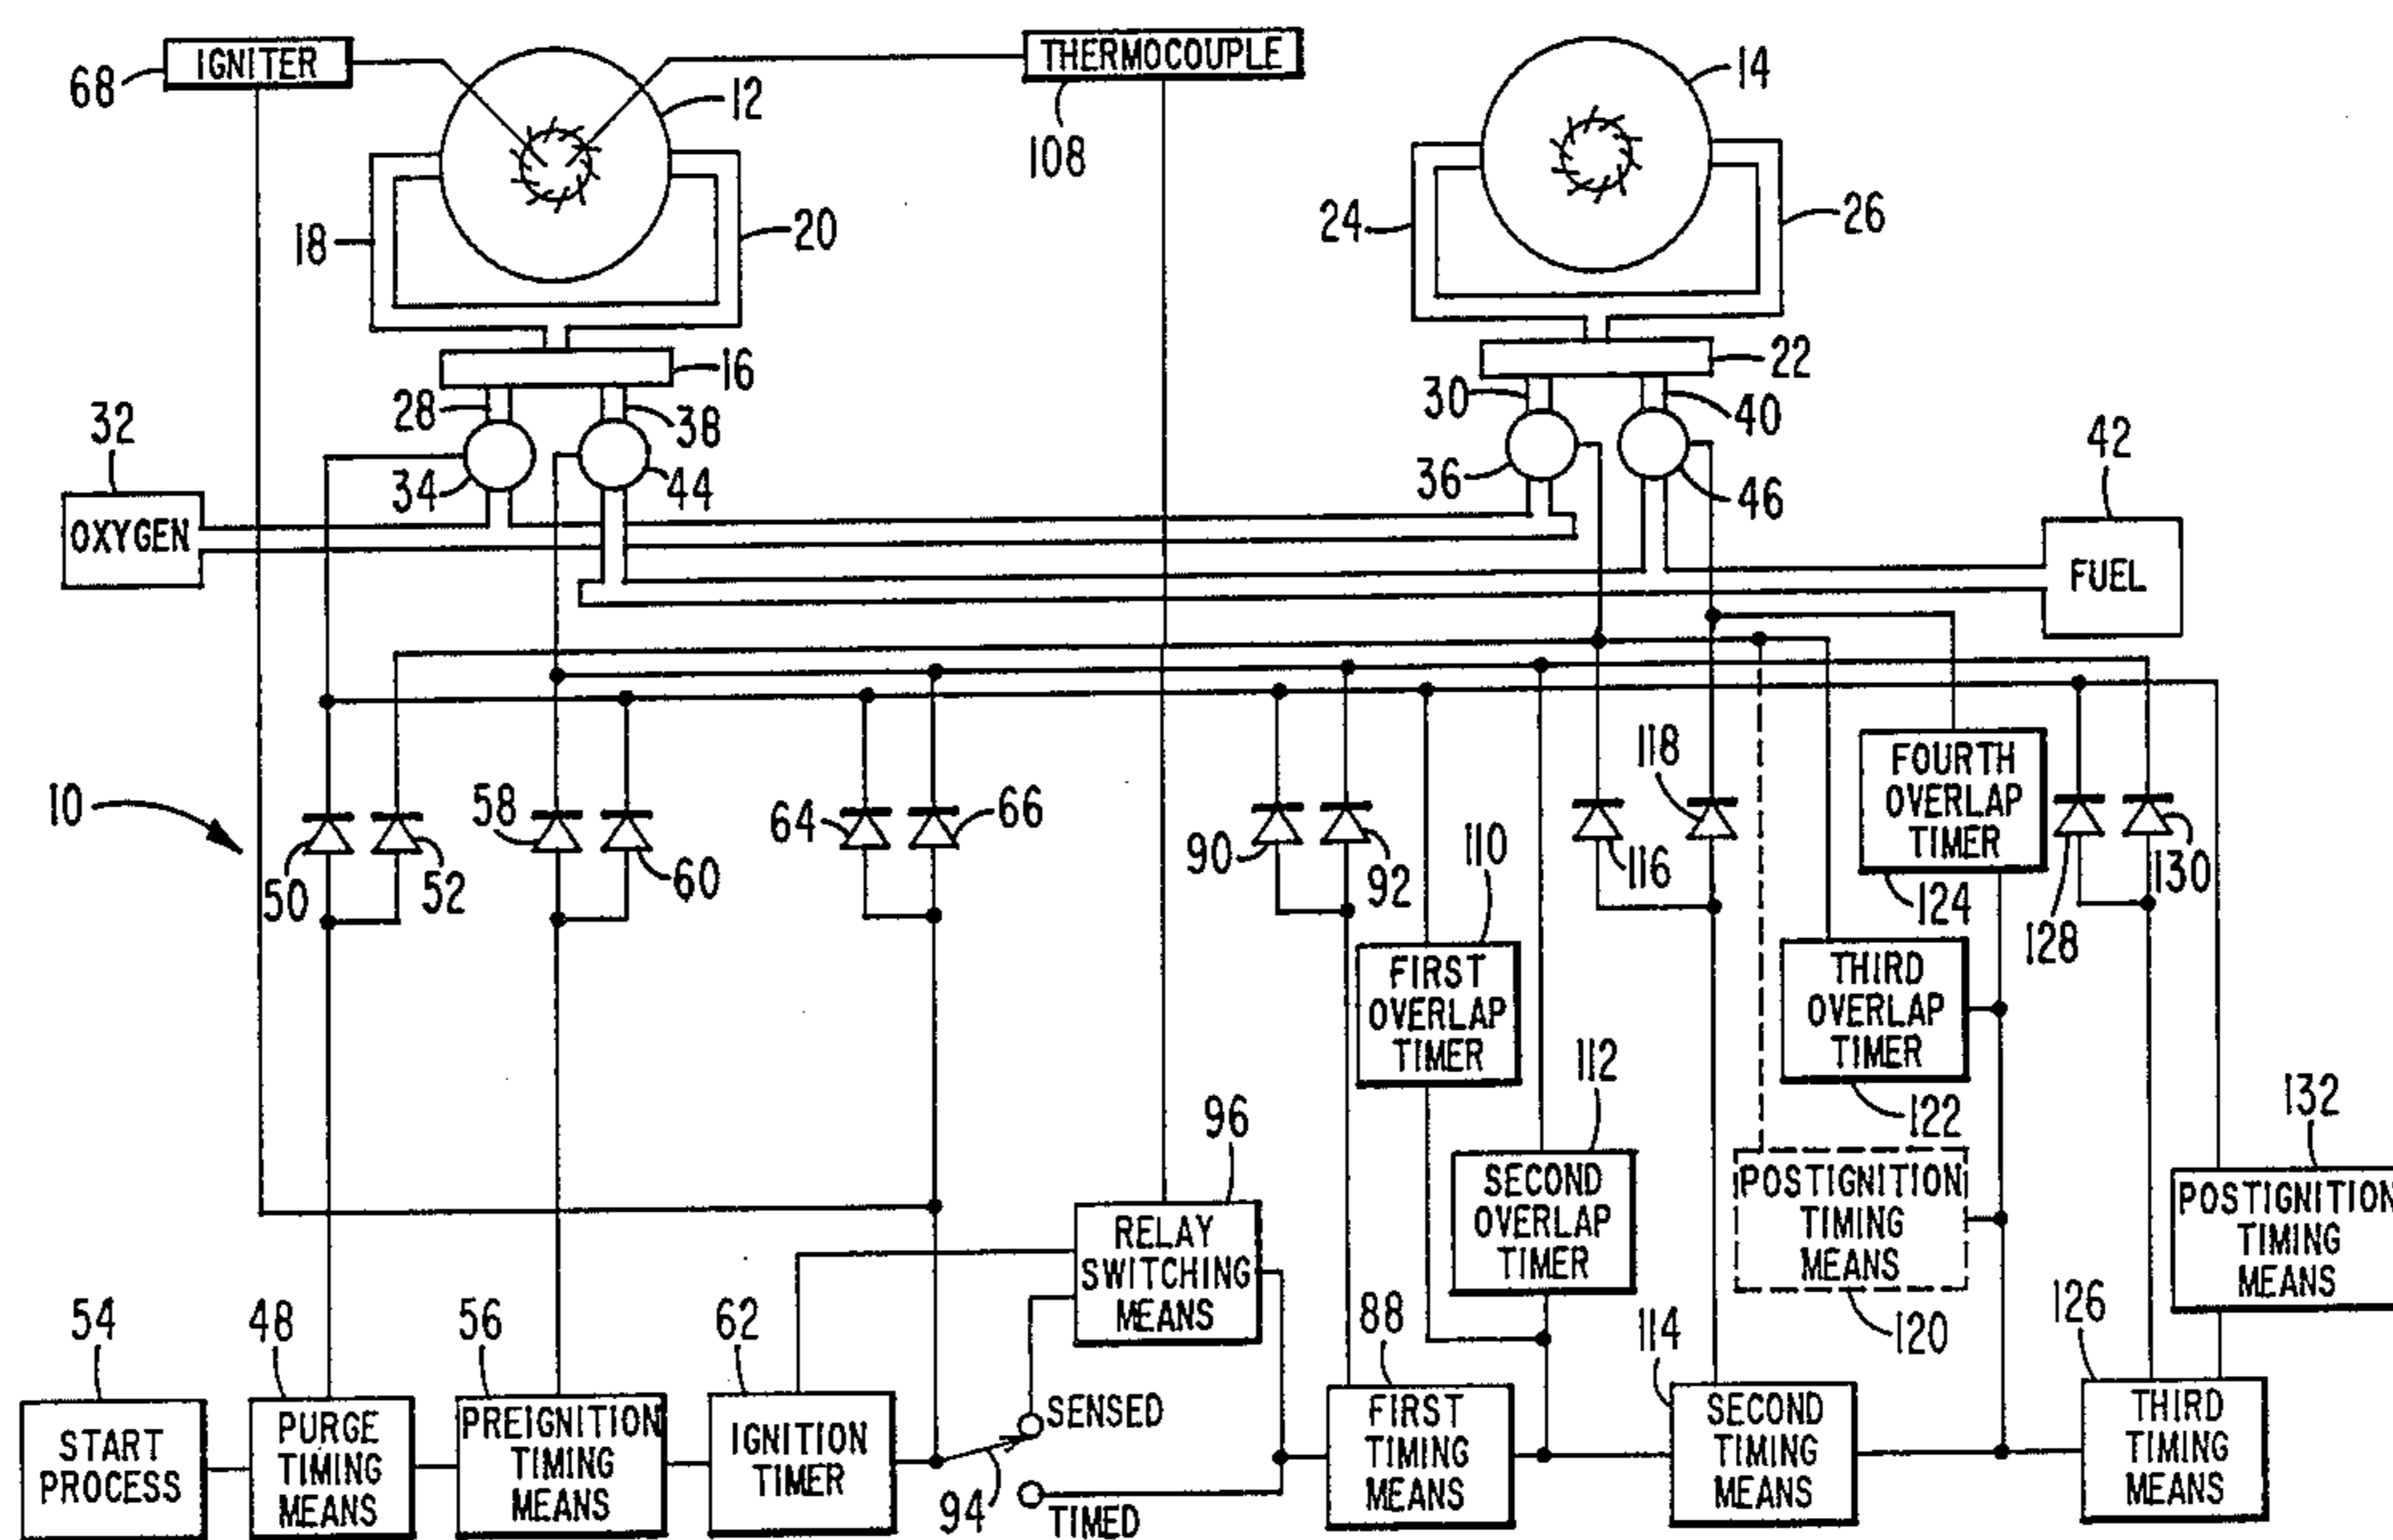 IGNITER
THERMOCOUPLE
68
12
14
108
18
20
24
26
16
22
28
38
30
40
32
42
34
44
36
46
OXYGEN
FUEL
10
50
52
58
60
64
66
90
92
110
116
118
FOURTH
OVERLAP
TIMER
124
128
130
FIRST
OVERLAP
TIMER
THIRD
OVERLAP
TIMER
122
112
132
96
SECOND
OVERLAP
TIMER
POSTIGNITION
TIMING
MEANS
120
POSTIGNITION
TIMING
MEANS
RELAY
SWITCHING
MEANS
54
48
56
62
88
114
126
START
PROCESS
PURGE
TIMING
MEANS
PREIGNITION
TIMING
MEANS
IGNITION
TIMER
94
SENSED
TIMED
FIRST
TIMING
MEANS
SECOND
TIMING
MEANS
THIRD
TIMING
MEANS